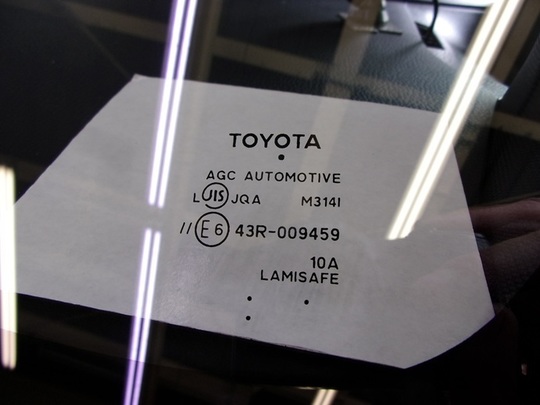 TOYOTA
AGC AUTOMOTIVE
L JIS JQA M314I
// E6 43R-009459
10A
LAMISAFE